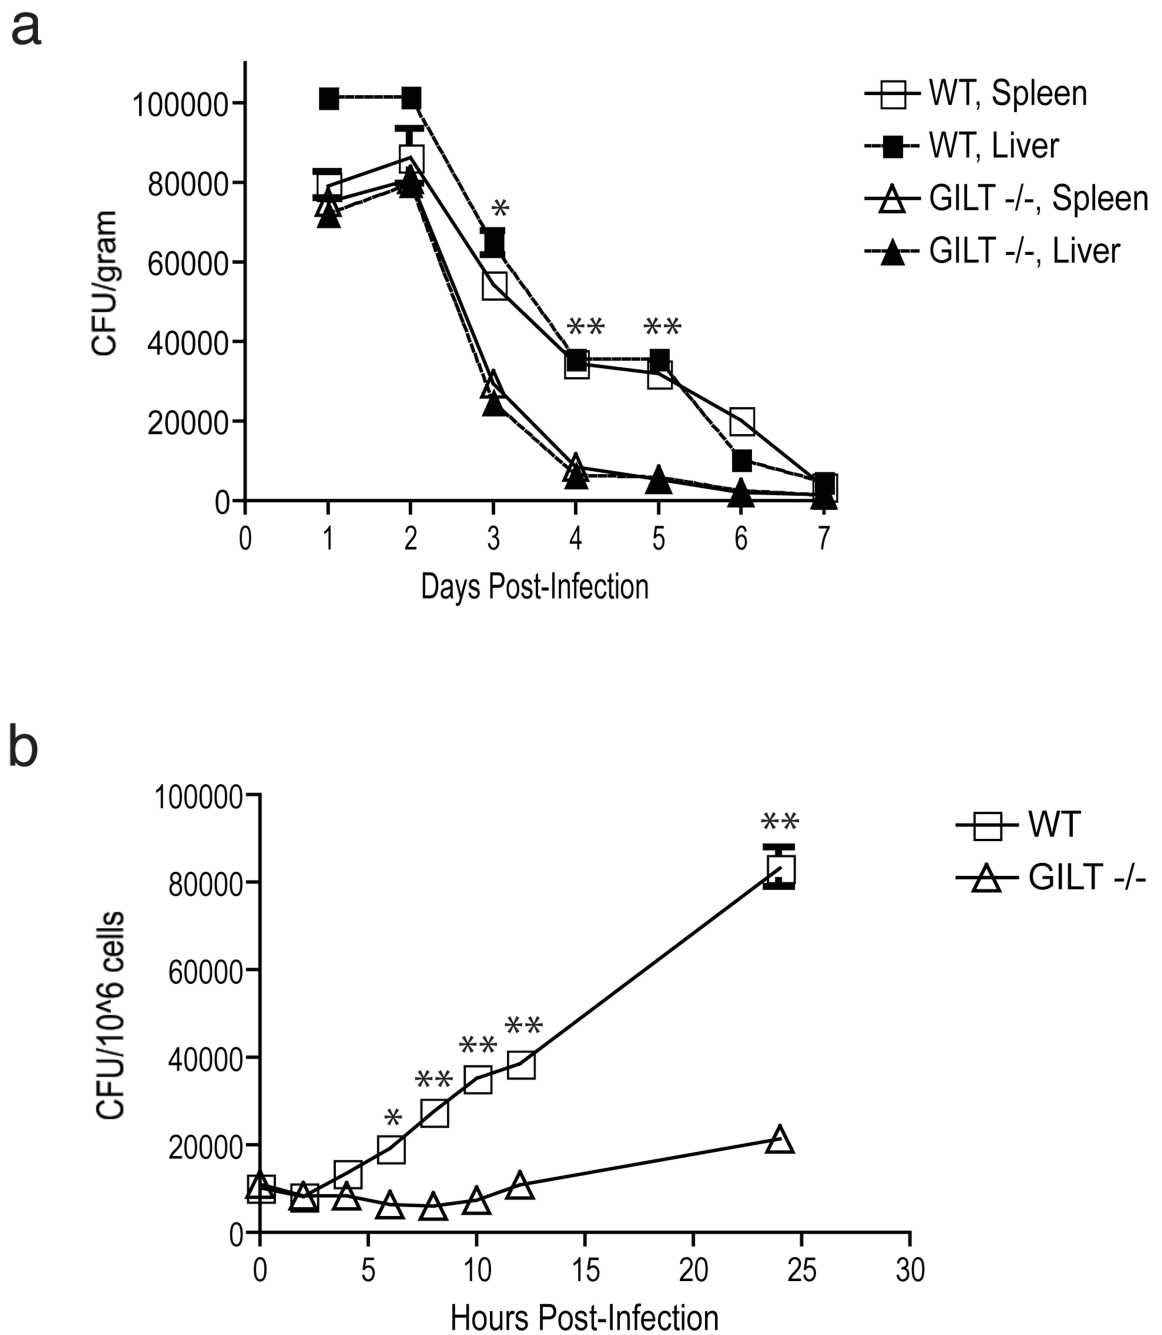 a
100000
80000
60000
40000
20000
0
CFU/gram
*
**
**
0 1 2 3 4 5 6 7
Days Post-Infection
WT, Spleen
WT, Liver
GILT -/-, Spleen
GILT -/-, Liver
b
100000
80000
60000
40000
20000
0
CFU/10^6 cells
*
**
**
**
**
0 5 10 15 20 25 30
Hours Post-Infection
WT
GILT -/-